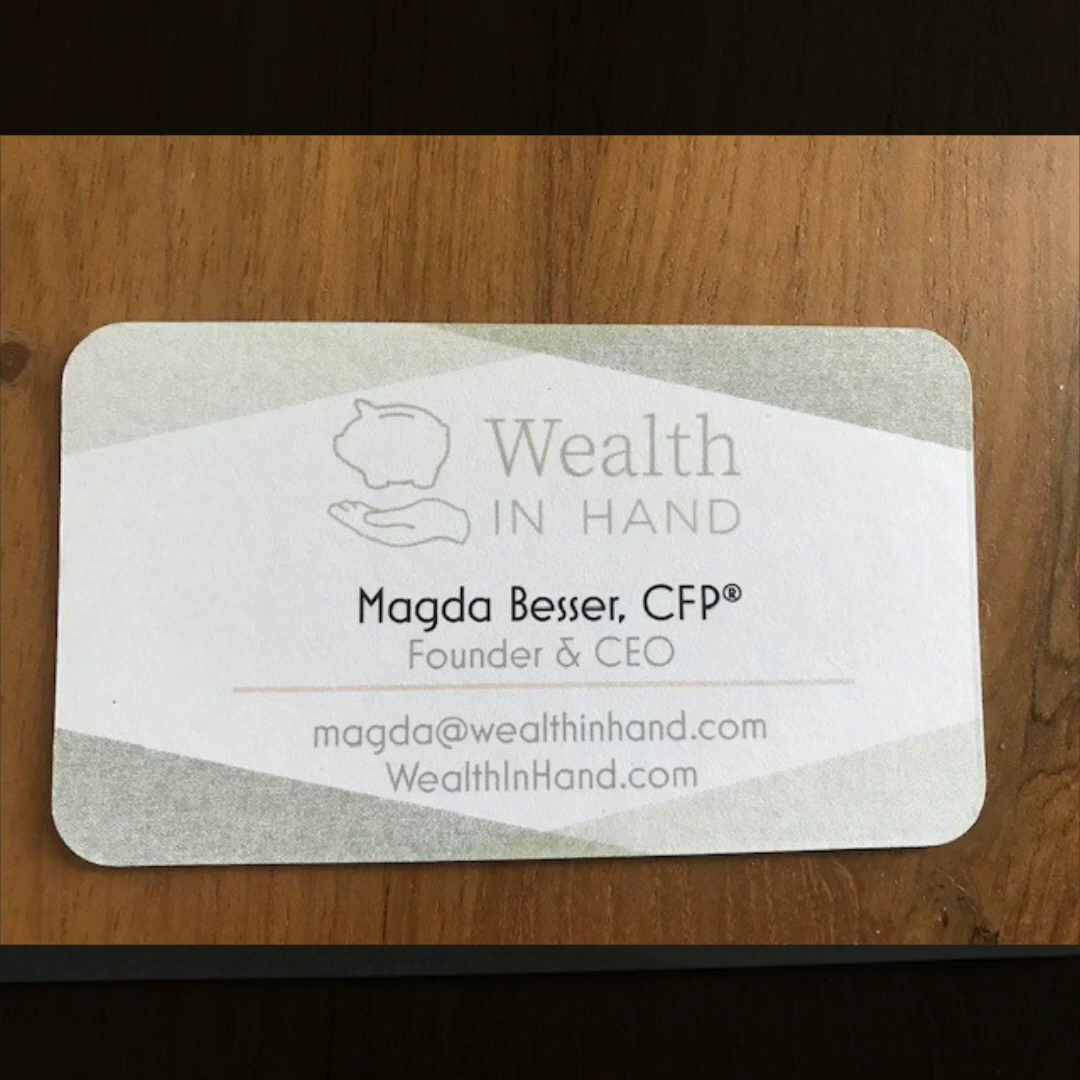 Wealth
IN HAND
Magda Besser, CFP®
Founder & CEO
magda@wealthinhand.com
WealthInHand.com